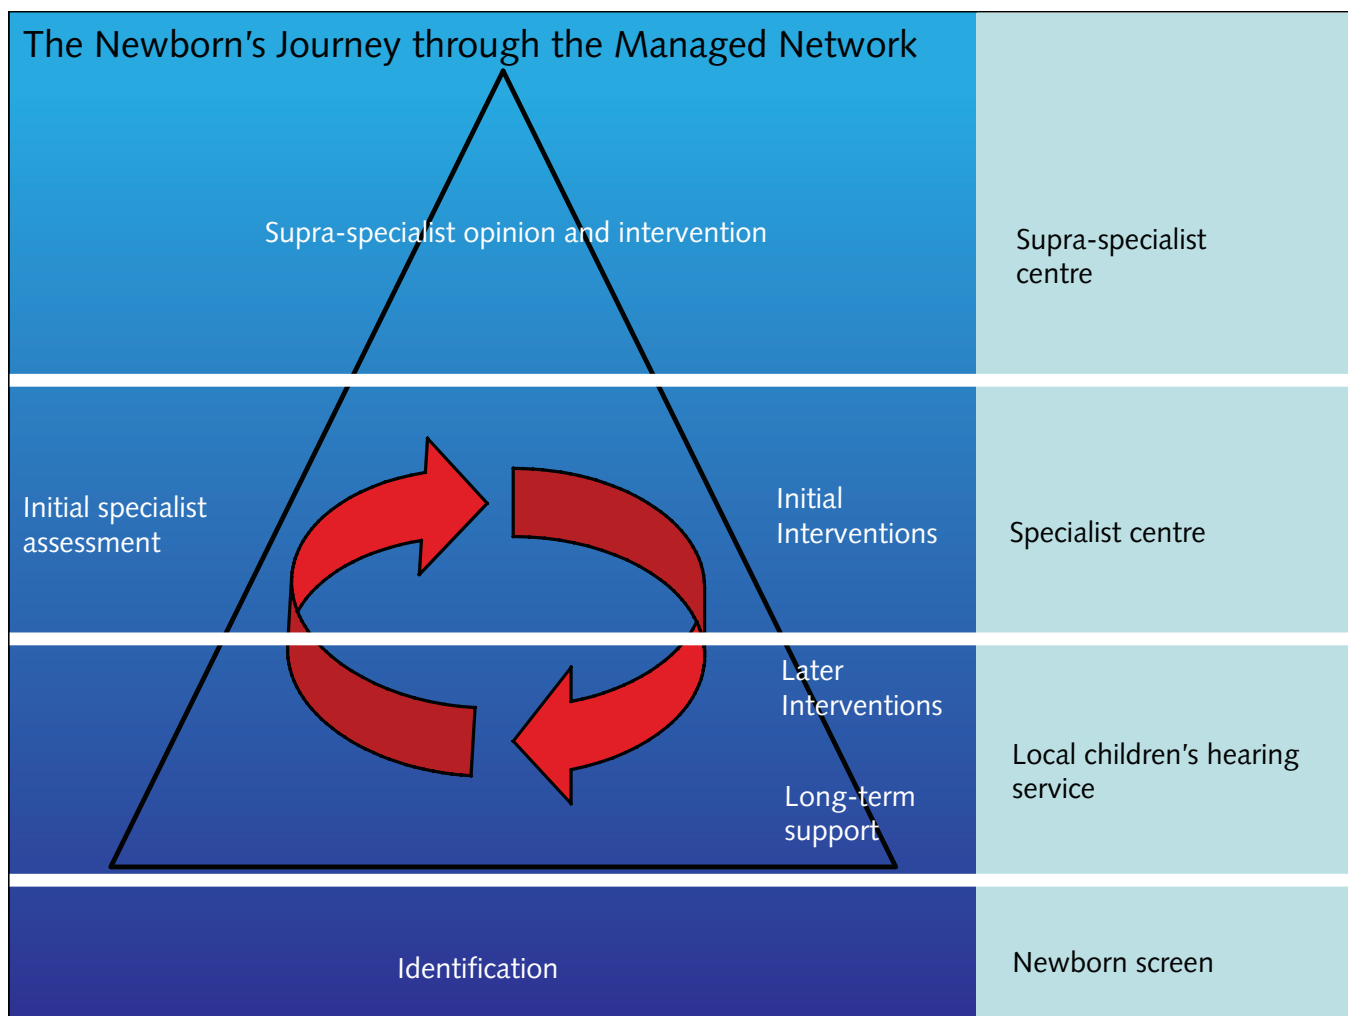 The Newborn’s Journey through the Managed Network
Supra-specialist opinion and intervention
Supra-specialist
centre
Initial specialist
assessment
Initial
Interventions
Specialist centre
Later
Interventions
Long-term
support
Local children’s hearing
service
Identification
Newborn screen